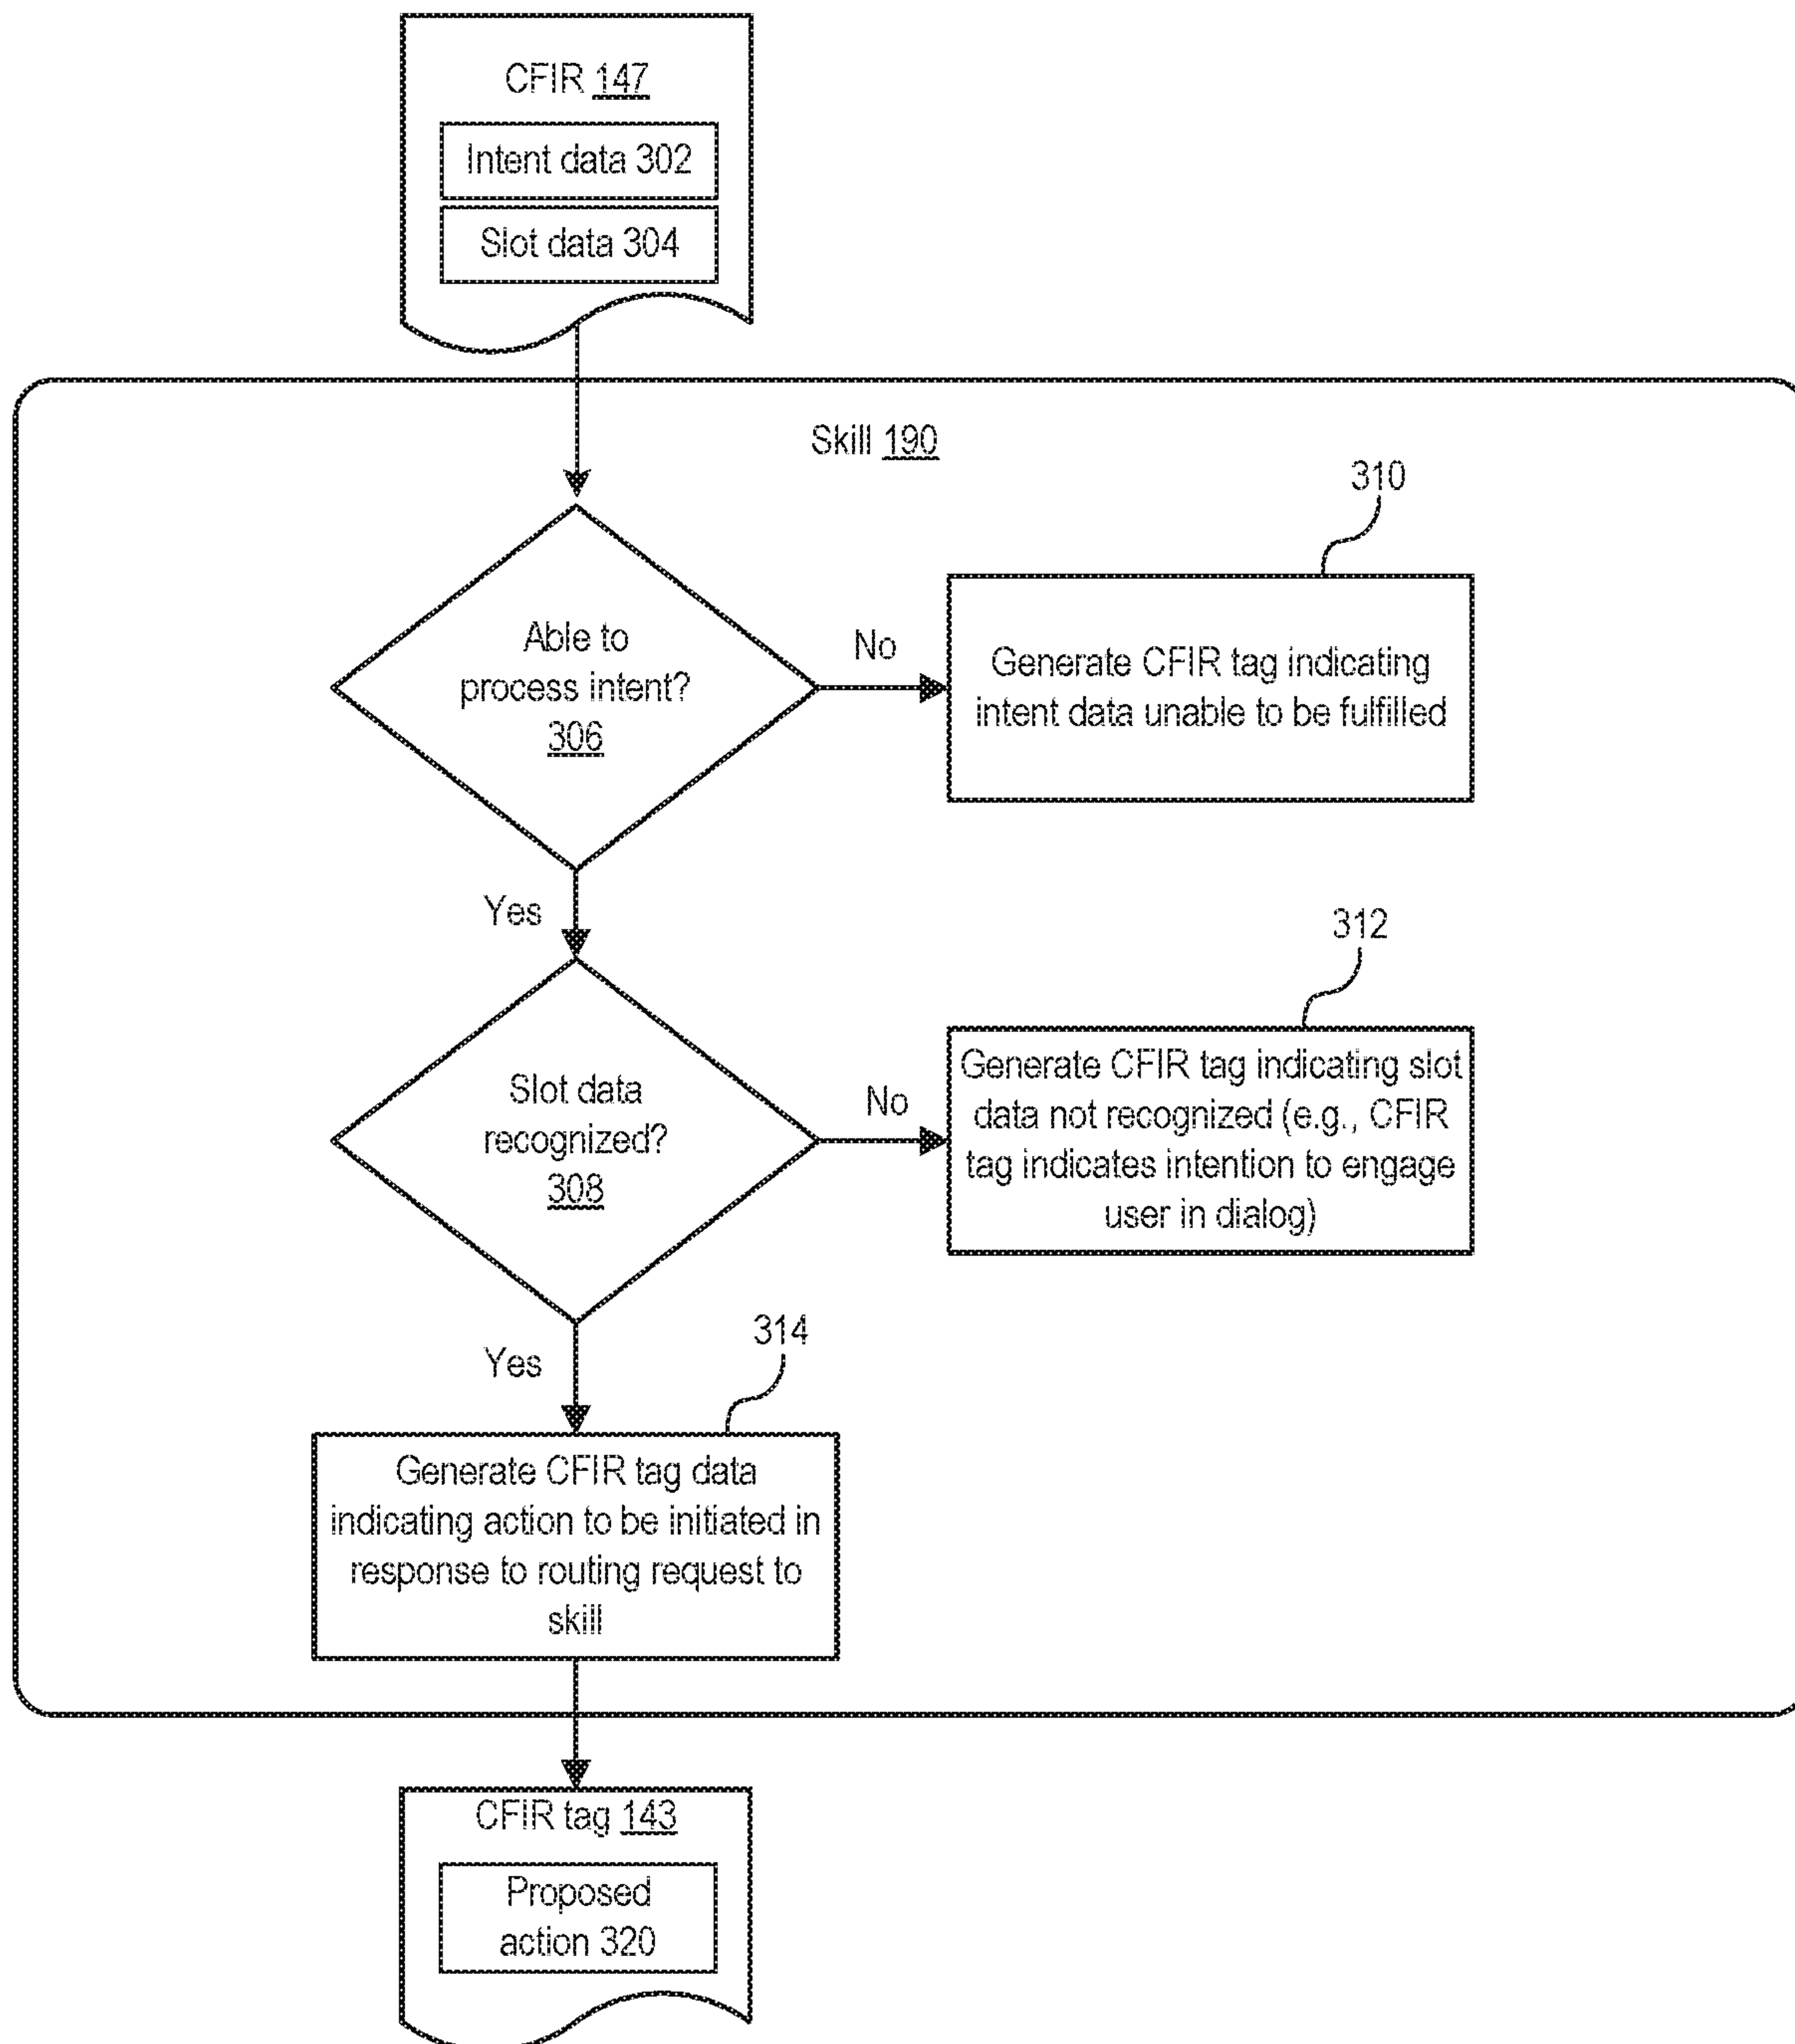 CFIR 147
Intent data 302
Slot data 304
Skill 190
310
Able to
process intent?
306
No
Generate CFIR tag indicating
intent data unable to be fulfilled
Yes
312
Slot data
recognized?
308
No
Generate CFIR tag indicating slot
data not recognized (e.g., CFIR
tag indicates intention to engage
user in dialog)
Yes
314
Generate CFIR tag data
indicating action to be initiated in
response to routing request to
skill
CFIR tag 143
Proposed
action 320